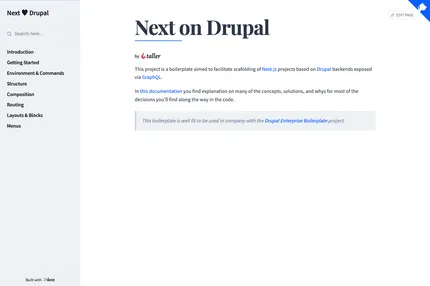 Next 🖤 Drupal
Search here...
Introduction
Getting Started
Environment & Commands
Structure
Composition
Routing
Layouts & Blocks
Menus
Built with
EDIT PAGE
Next on Drupal
by taller
This project is a boilerplate aimed to facilitate scafolding of Next.js projects based on Drupal backends exposed
via GraphQL.
In this documentation you find explanation on many of the concepts, solutions, and whys for most of the
decisions you'll find along the way in the code.
This boilerplate is well fit to be used in company with the Drupal Enterprise Boilerplate project